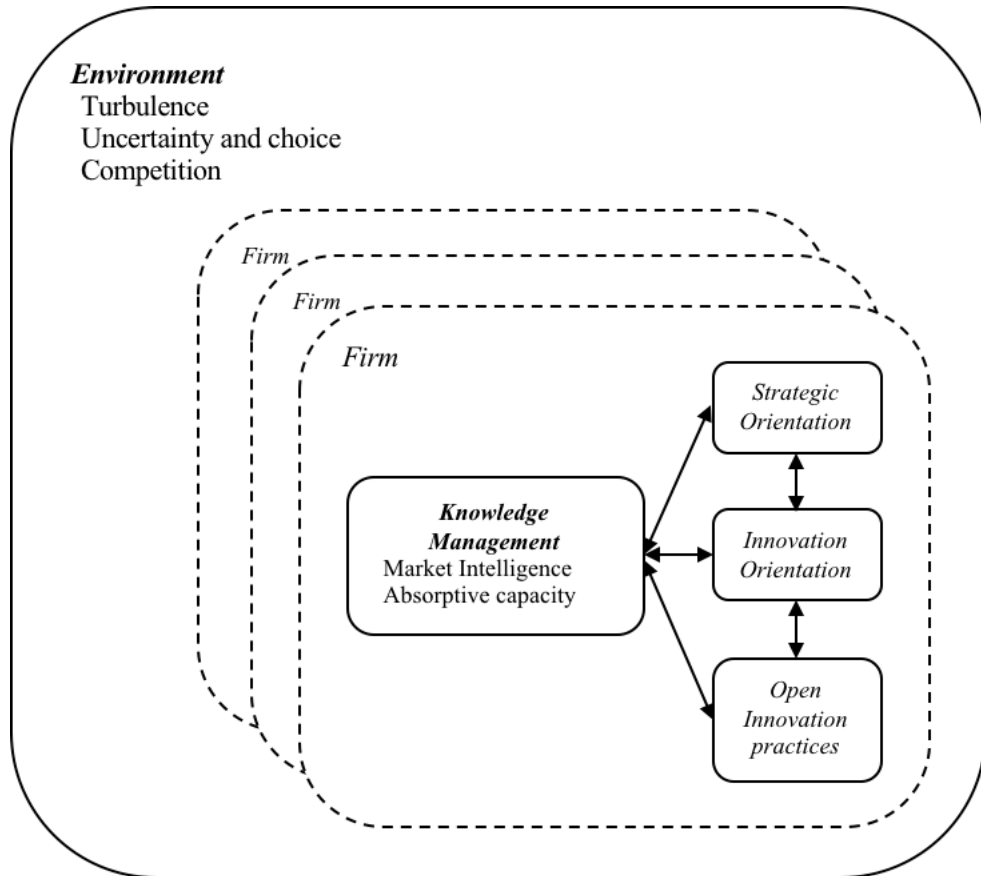 Environment
Turbulence
Uncertainty and choice
Competition
Firm
Firm
Firm
Strategic
Orientation
Knowledge
Management
Market Intelligence
Absorptive capacity
Innovation
Orientation
Open
Innovation
practices